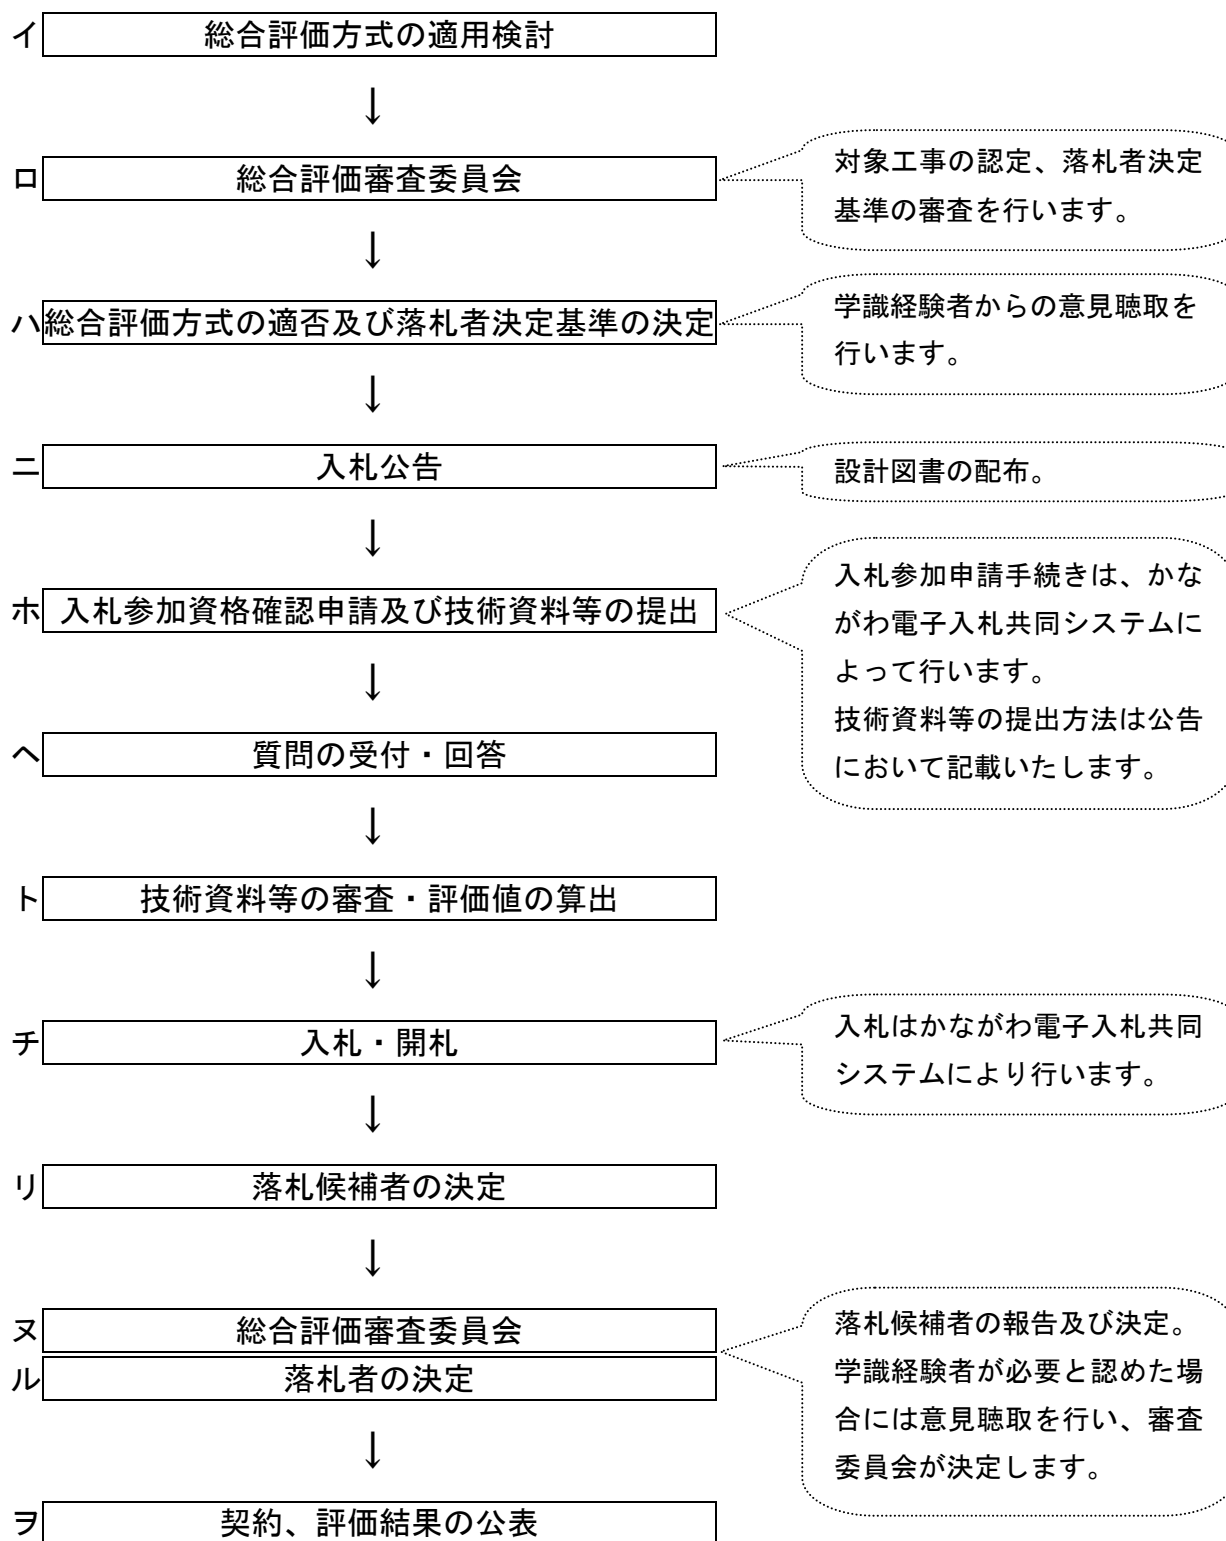 イ 総合評価方式の適用検討
↓
ロ 総合評価審査委員会
対象工事の認定、落札者決定
基準の審査を行います。
↓
ハ 総合評価方式の適否及び落札者決定基準の決定
学識経験者からの意見聴取を
行います。
↓
ニ 入札公告
設計図書の配布。
↓
ホ 入札参加資格確認申請及び技術資料等の提出
入札参加申請手続きは、かな
がわ電子入札共同システムに
よって行います。
技術資料等の提出方法は公告
において記載いたします。
↓
ヘ 質問の受付・回答
↓
ト 技術資料等の審査・評価値の算出
↓
チ 入札・開札
入札はかながわ電子入札共同
システムにより行います。
↓
リ 落札候補者の決定
↓
ヌ 総合評価審査委員会
ル 落札者の決定
落札候補者の報告及び決定。
学識経験者が必要と認めた場
合には意見聴取を行い、審査
委員会が決定します。
↓
ヲ 契約、評価結果の公表